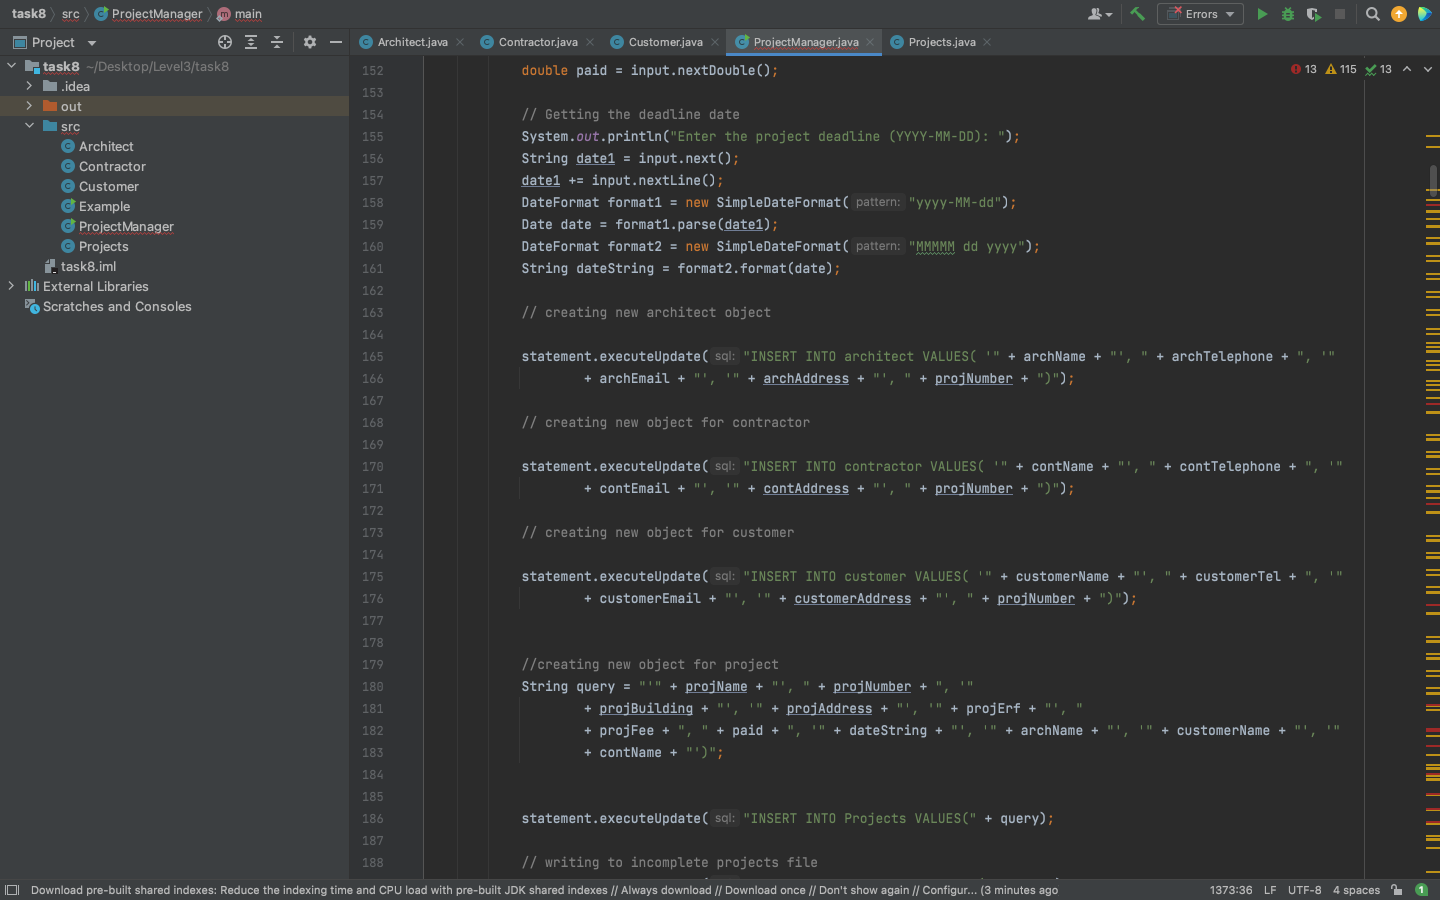 task8 src ProjectManager main
Errors
Project
Architect.java Contractor.java Customer.java ProjectManager.java Projects.java
task8 ~/Desktop/Level3/task8
.idea
out
src
Architect
Contractor
Customer
Example
ProjectManager
Projects
task8.iml
External Libraries
Scratches and Consoles
13 115 13
152 double paid = input.nextDouble();
153
154 // Getting the deadline date
155 System.out.println("Enter the project deadline (YYYY-MM-DD): ");
156 String date1 = input.next();
157 date1 += input.nextLine();
158 DateFormat format1 = new SimpleDateFormat( pattern: "yyyy-MM-dd");
159 Date date = format1.parse(date1);
160 DateFormat format2 = new SimpleDateFormat( pattern: "MMMMM dd yyyy");
161 String dateString = format2.format(date);
162
163 // creating new architect object
164
165 statement.executeUpdate( sql: "INSERT INTO architect VALUES( '" + archName + "', " + archTelephone + ", '"
166 + archEmail + "', '" + archAddress + "', " + projNumber + ")");
167
168 // creating new object for contractor
169
170 statement.executeUpdate( sql: "INSERT INTO contractor VALUES( '" + contName + "', " + contTelephone + ", '"
171 + contEmail + "', '" + contAddress + "', " + projNumber + ")");
172
173 // creating new object for customer
174
175 statement.executeUpdate( sql: "INSERT INTO customer VALUES( '" + customerName + "', " + customerTel + ", '"
176 + customerEmail + "', '" + customerAddress + "', " + projNumber + ")");
177
178
179 //creating new object for project
180 String query = "'" + projName + "', " + projNumber + ", '"
181 + projBuilding + "', '" + projAddress + "', '" + projErf + "', "
182 + projFee + ", " + paid + ", '" + dateString + "', '" + archName + "', '" + customerName + "', '"
183 + contName + "')";
184
185
186 statement.executeUpdate( sql: "INSERT INTO Projects VALUES(" + query);
187
188 // writing to incomplete projects file
Download pre-built shared indexes: Reduce the indexing time and CPU load with pre-built JDK shared indexes // Always download // Download once // Don't show again // Configur... (3 minutes ago
1373:36 LF UTF-8 4 spaces 1